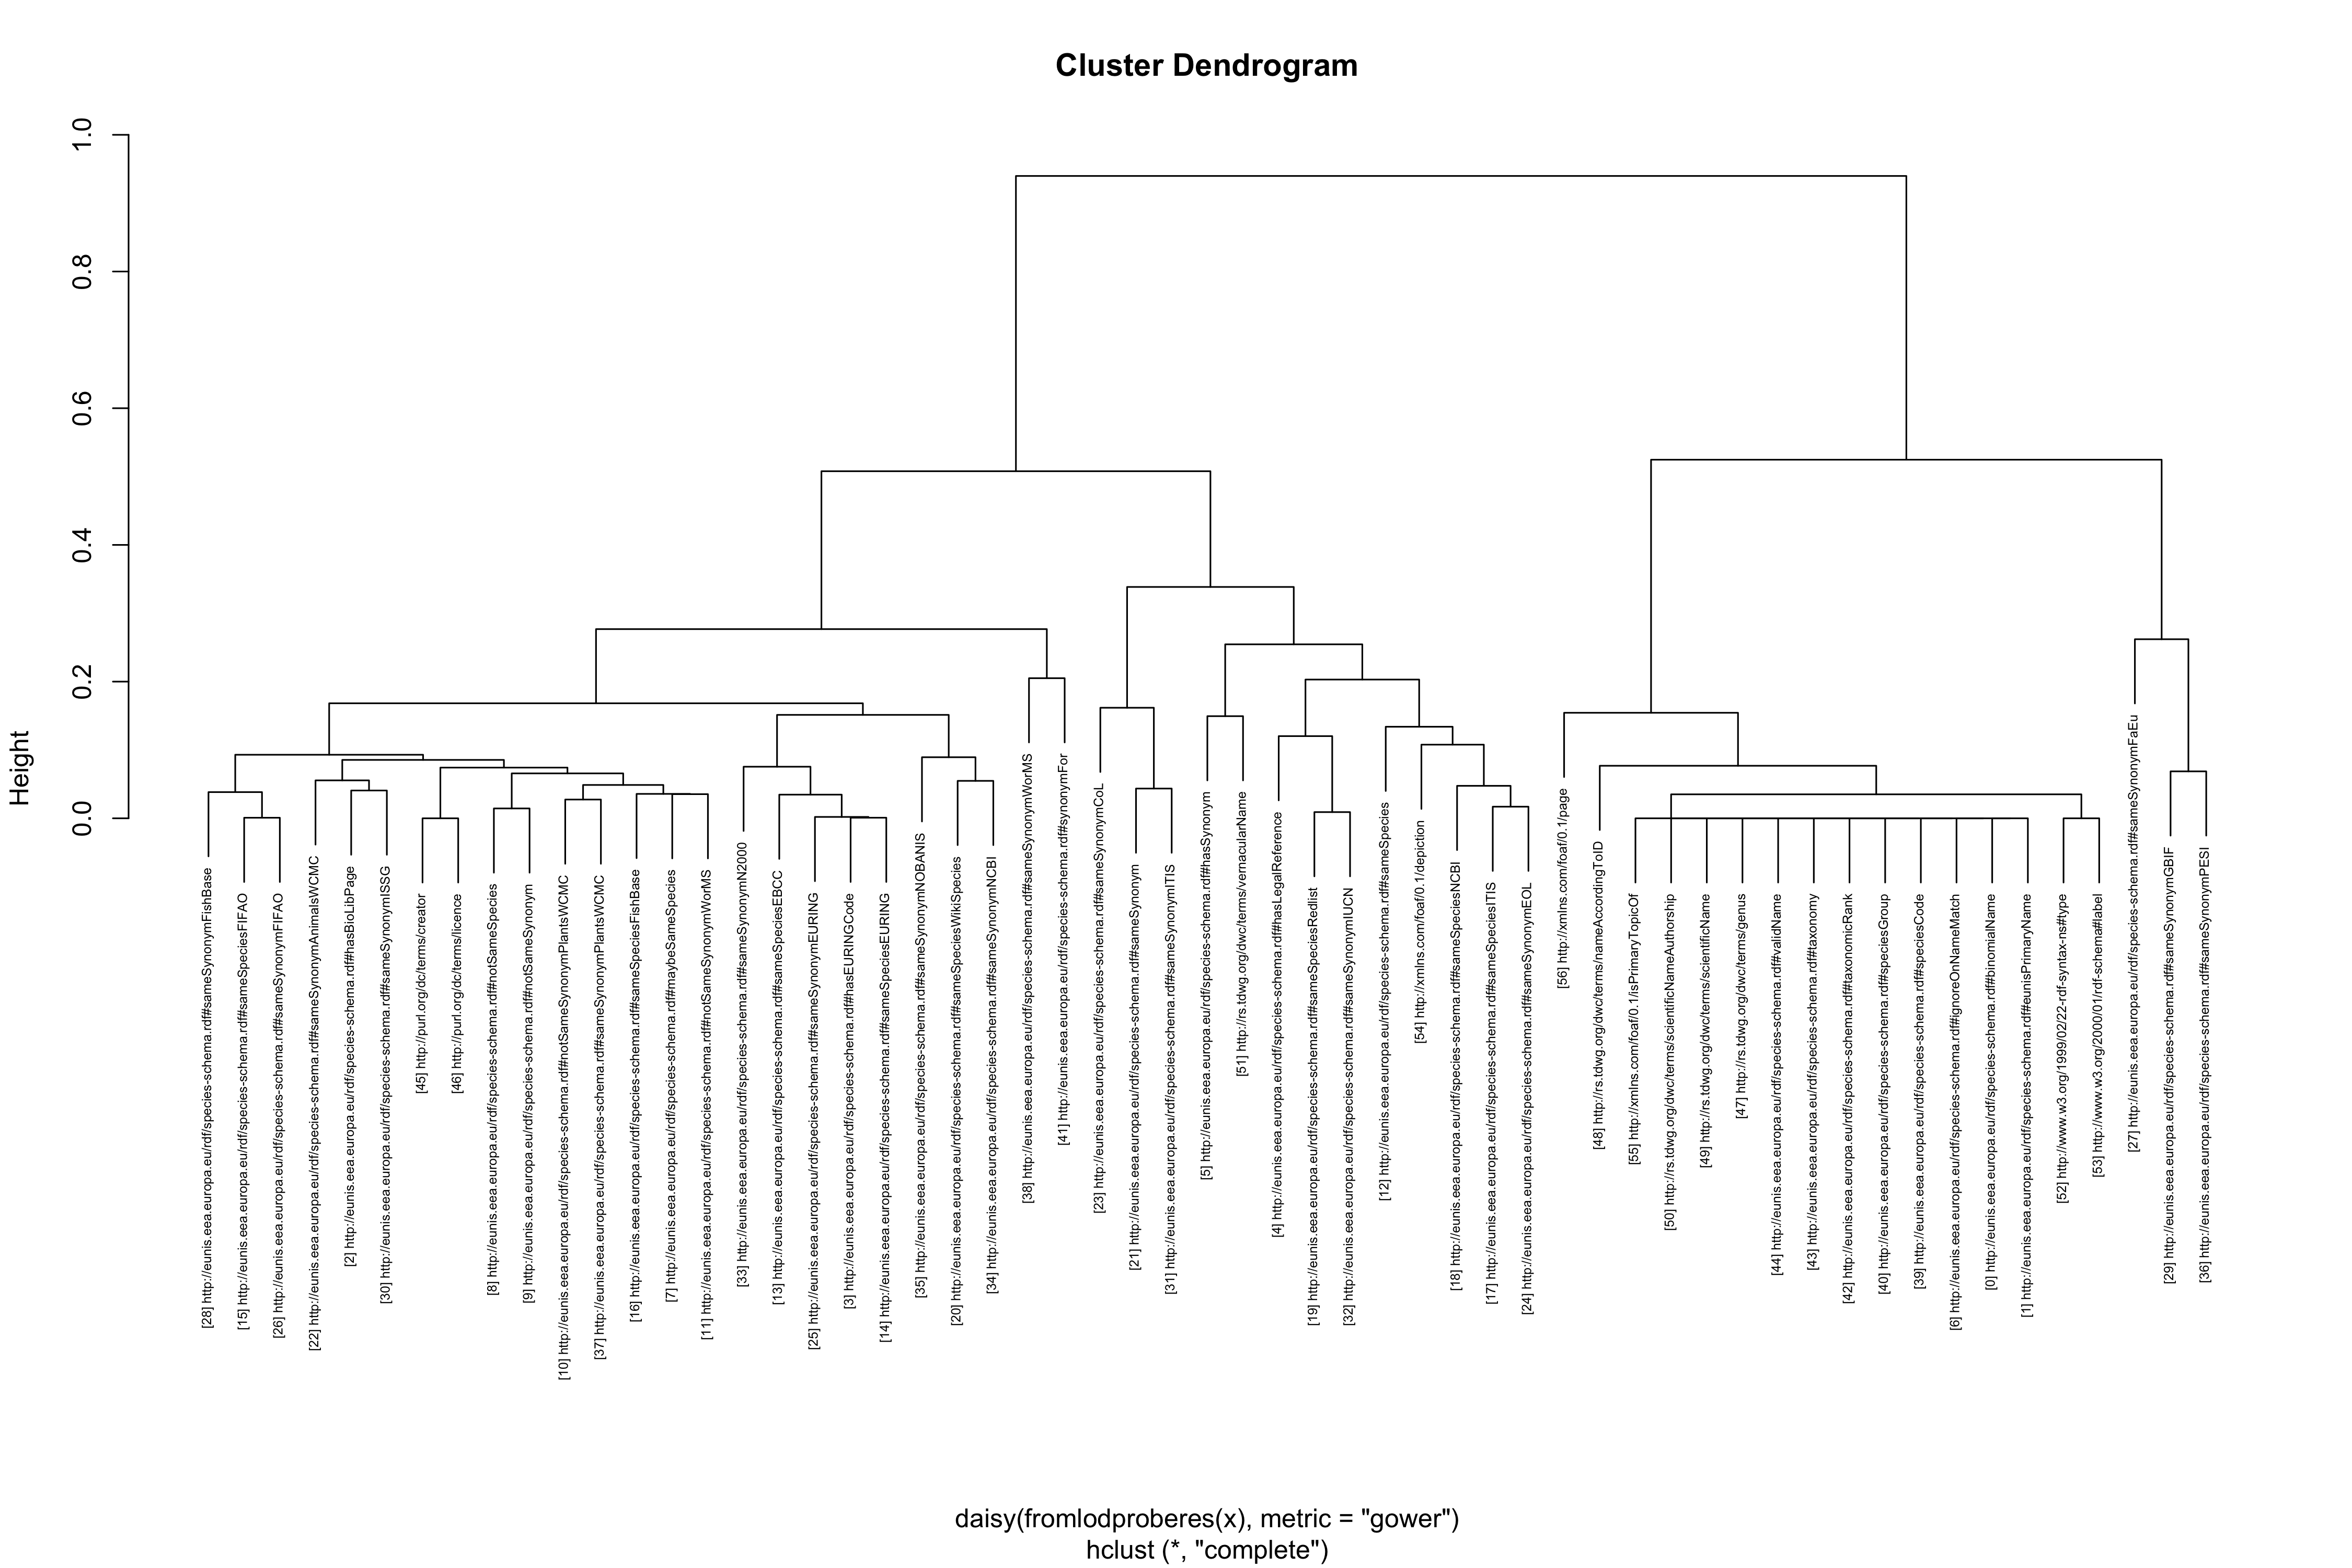 Cluster Dendrogram
Height
1.0
0.8
0.6
0.4
0.2
0.0
[28] http://eunis.eea.europa.eu/rdf/species-schema.rdf#sameSynonymFishBase
[15] http://eunis.eea.europa.eu/rdf/species-schema.rdf#sameSpeciesFIFAO
[26] http://eunis.eea.europa.eu/rdf/species-schema.rdf#sameSynonymFIFAO
[22] http://eunis.eea.europa.eu/rdf/species-schema.rdf#sameSynonymAnimalsWCMC
[2] http://eunis.eea.europa.eu/rdf/species-schema.rdf#hasBioLibPage
[30] http://eunis.eea.europa.eu/rdf/species-schema.rdf#sameSynonymISSG
[45] http://purl.org/dc/terms/creator
[46] http://purl.org/dc/terms/licence
[8] http://eunis.eea.europa.eu/rdf/species-schema.rdf#notSameSpecies
[9] http://eunis.eea.europa.eu/rdf/species-schema.rdf#notSameSynonym
[10] http://eunis.eea.europa.eu/rdf/species-schema.rdf#notSameSynonymPlantsWCMC
[37] http://eunis.eea.europa.eu/rdf/species-schema.rdf#sameSynonymPlantsWCMC
[16] http://eunis.eea.europa.eu/rdf/species-schema.rdf#sameSpeciesFishBase
[7] http://eunis.eea.europa.eu/rdf/species-schema.rdf#maybeSameSpecies
[11] http://eunis.eea.europa.eu/rdf/species-schema.rdf#notSameSynonymWorMS
[33] http://eunis.eea.europa.eu/rdf/species-schema.rdf#sameSynonymN2000
[13] http://eunis.eea.europa.eu/rdf/species-schema.rdf#sameSpeciesEBCC
[25] http://eunis.eea.europa.eu/rdf/species-schema.rdf#sameSynonymEURING
[3] http://eunis.eea.europa.eu/rdf/species-schema.rdf#hasEURINGCode
[14] http://eunis.eea.europa.eu/rdf/species-schema.rdf#sameSpeciesEURING
[35] http://eunis.eea.europa.eu/rdf/species-schema.rdf#sameSynonymNOBANIS
[20] http://eunis.eea.europa.eu/rdf/species-schema.rdf#sameSpeciesWikiSpecies
[34] http://eunis.eea.europa.eu/rdf/species-schema.rdf#sameSynonymNCBI
[38] http://eunis.eea.europa.eu/rdf/species-schema.rdf#sameSynonymWorMS
[41] http://eunis.eea.europa.eu/rdf/species-schema.rdf#synonymFor
[23] http://eunis.eea.europa.eu/rdf/species-schema.rdf#sameSynonymCoL
[21] http://eunis.eea.europa.eu/rdf/species-schema.rdf#sameSynonym
[31] http://eunis.eea.europa.eu/rdf/species-schema.rdf#sameSynonymITIS
[5] http://eunis.eea.europa.eu/rdf/species-schema.rdf#hasSynonym
[51] http://rs.tdwg.org/dwc/terms/vernacularName
[4] http://eunis.eea.europa.eu/rdf/species-schema.rdf#hasLegalReference
[19] http://eunis.eea.europa.eu/rdf/species-schema.rdf#sameSpeciesRedlist
[32] http://eunis.eea.europa.eu/rdf/species-schema.rdf#sameSynonymIUCN
[12] http://eunis.eea.europa.eu/rdf/species-schema.rdf#sameSpecies
[54] http://xmlns.com/foaf/0.1/depiction
[18] http://eunis.eea.europa.eu/rdf/species-schema.rdf#sameSpeciesNCBI
[17] http://eunis.eea.europa.eu/rdf/species-schema.rdf#sameSpeciesITIS
[24] http://eunis.eea.europa.eu/rdf/species-schema.rdf#sameSynonymEOL
[56] http://xmlns.com/foaf/0.1/page
[48] http://rs.tdwg.org/dwc/terms/nameAccordingToID
[55] http://xmlns.com/foaf/0.1/isPrimaryTopicOf
[50] http://rs.tdwg.org/dwc/terms/scientificNameAuthorship
[49] http://rs.tdwg.org/dwc/terms/scientificName
[47] http://rs.tdwg.org/dwc/terms/genus
[44] http://eunis.eea.europa.eu/rdf/species-schema.rdf#validName
[43] http://eunis.eea.europa.eu/rdf/species-schema.rdf#taxonomy
[42] http://eunis.eea.europa.eu/rdf/species-schema.rdf#taxonomicRank
[40] http://eunis.eea.europa.eu/rdf/species-schema.rdf#speciesGroup
[39] http://eunis.eea.europa.eu/rdf/species-schema.rdf#speciesCode
[6] http://eunis.eea.europa.eu/rdf/species-schema.rdf#ignoreOnNameMatch
[0] http://eunis.eea.europa.eu/rdf/species-schema.rdf#binomialName
[1] http://eunis.eea.europa.eu/rdf/species-schema.rdf#eunisPrimaryName
[52] http://www.w3.org/1999/02/22-rdf-syntax-ns#type
[53] http://www.w3.org/2000/01/rdf-schema#label
[27] http://eunis.eea.europa.eu/rdf/species-schema.rdf#sameSynonymFaEu
[29] http://eunis.eea.europa.eu/rdf/species-schema.rdf#sameSynonymGBIF
[36] http://eunis.eea.europa.eu/rdf/species-schema.rdf#sameSynonymPESI
daisy(fromlodproberes(x), metric = "gower")
hclust (*, "complete")